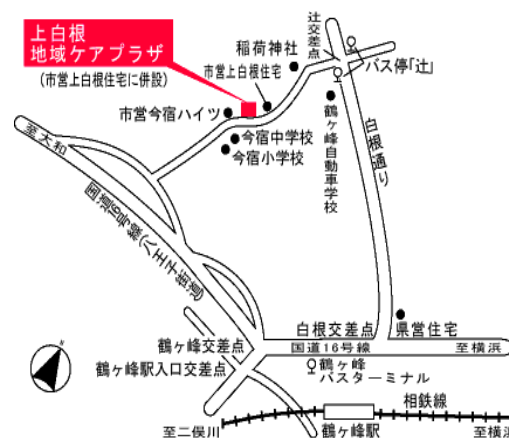 上白根
地域ケアプラザ
(市営上白根住宅に併設)
稲荷神社
市営上白根住宅
辻交差点
バス停「辻」
市営今宿ハイツ
今宿中学校
今宿小学校
鶴ヶ峰自動車学校
白根通り
至大和
国道16号線(八王子街道)
白根交差点
県営住宅
鶴ヶ峰交差点
国道16号線
至横浜
鶴ヶ峰駅入口交差点
鶴ヶ峰
バスターミナル
相鉄線
至二俣川
鶴ヶ峰駅
至横浜
N